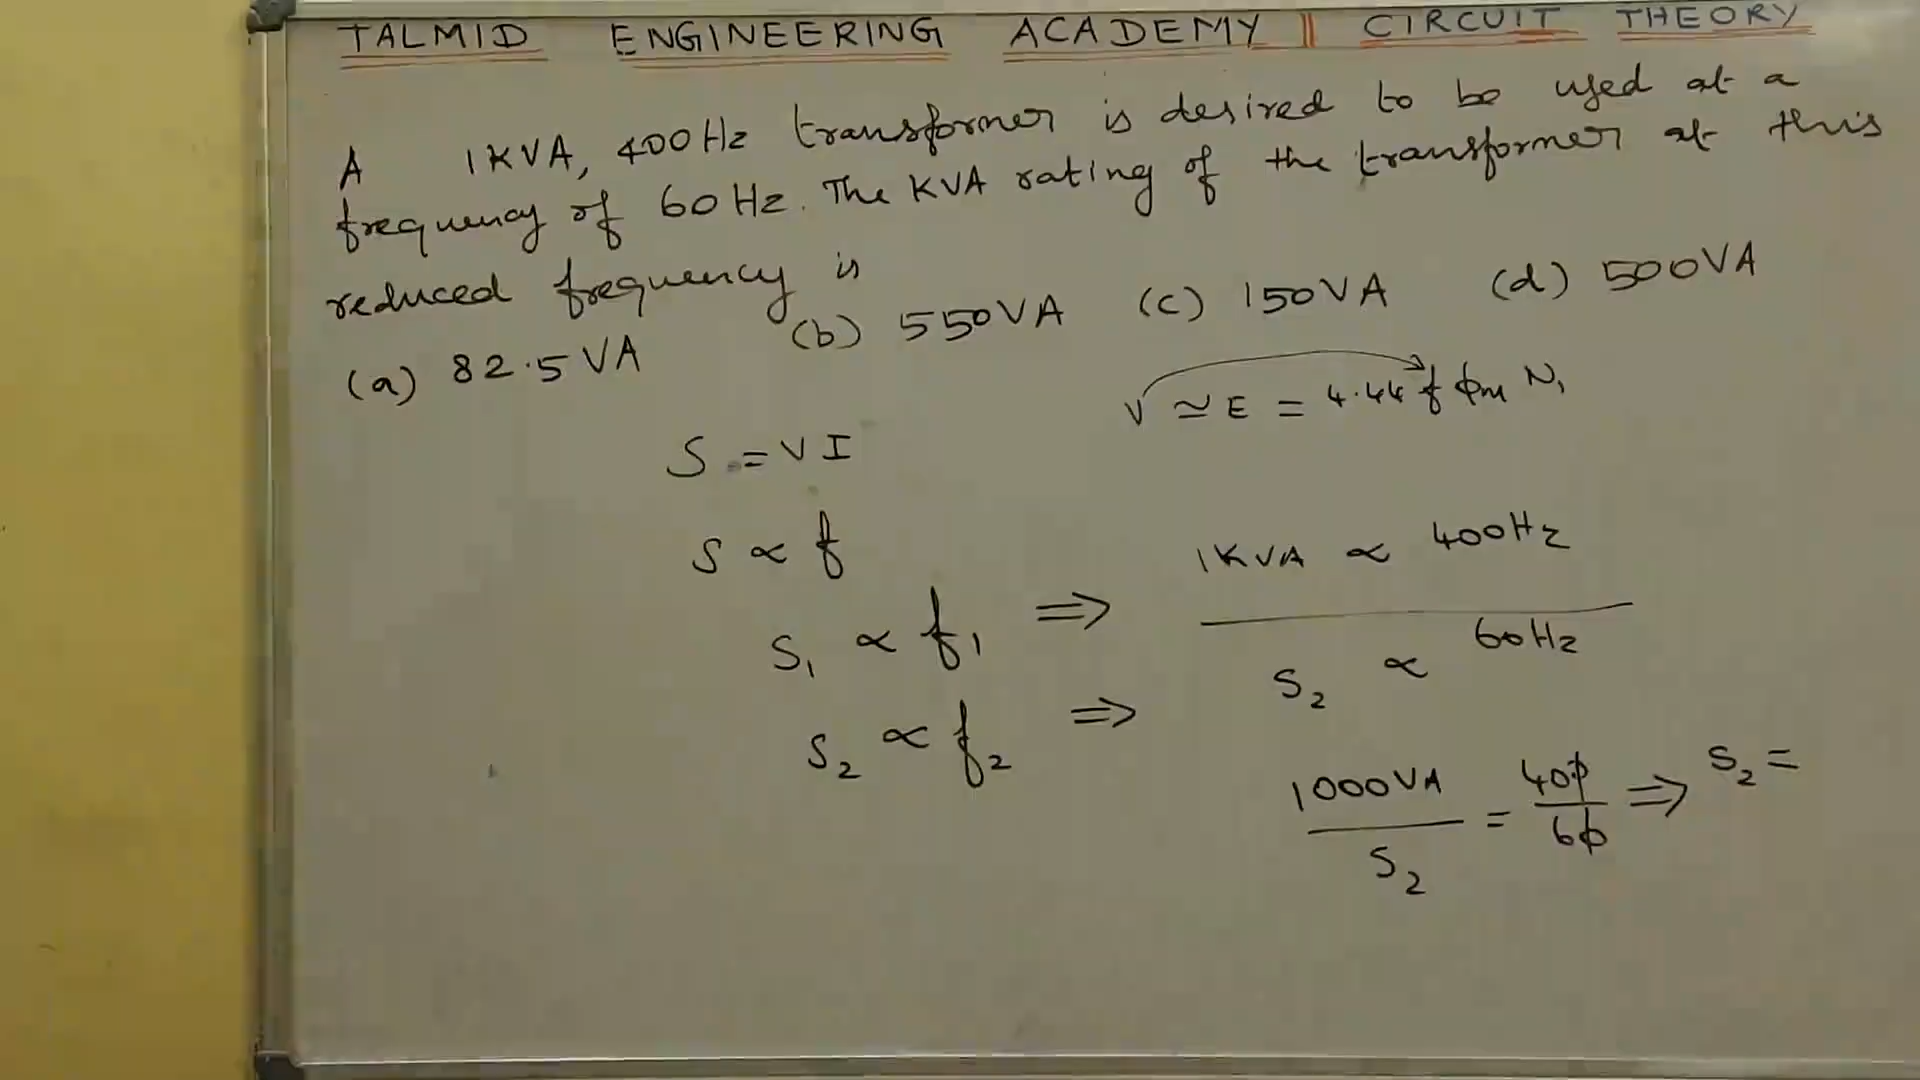 TALMID ENGINEERING ACADEMY || CIRCUIT THEORY
A 1KVA, 400Hz transformer is desired to be used at a
frequency of 60Hz. The KVA rating of the transformer at this
reduced frequency is
(a) 82.5VA (b) 550VA (c) 150VA (d) 500VA
V ≃ E = 4.44 f ϕm N₁
S = VI
S ∝ f
1KVA ∝ 400Hz
S₁ ∝ f₁ ⇒
S₂ ∝ 60Hz
S₂ ∝ f₂ ⇒
1000VA / S₂ = 400 / 60 ⇒ S₂ =